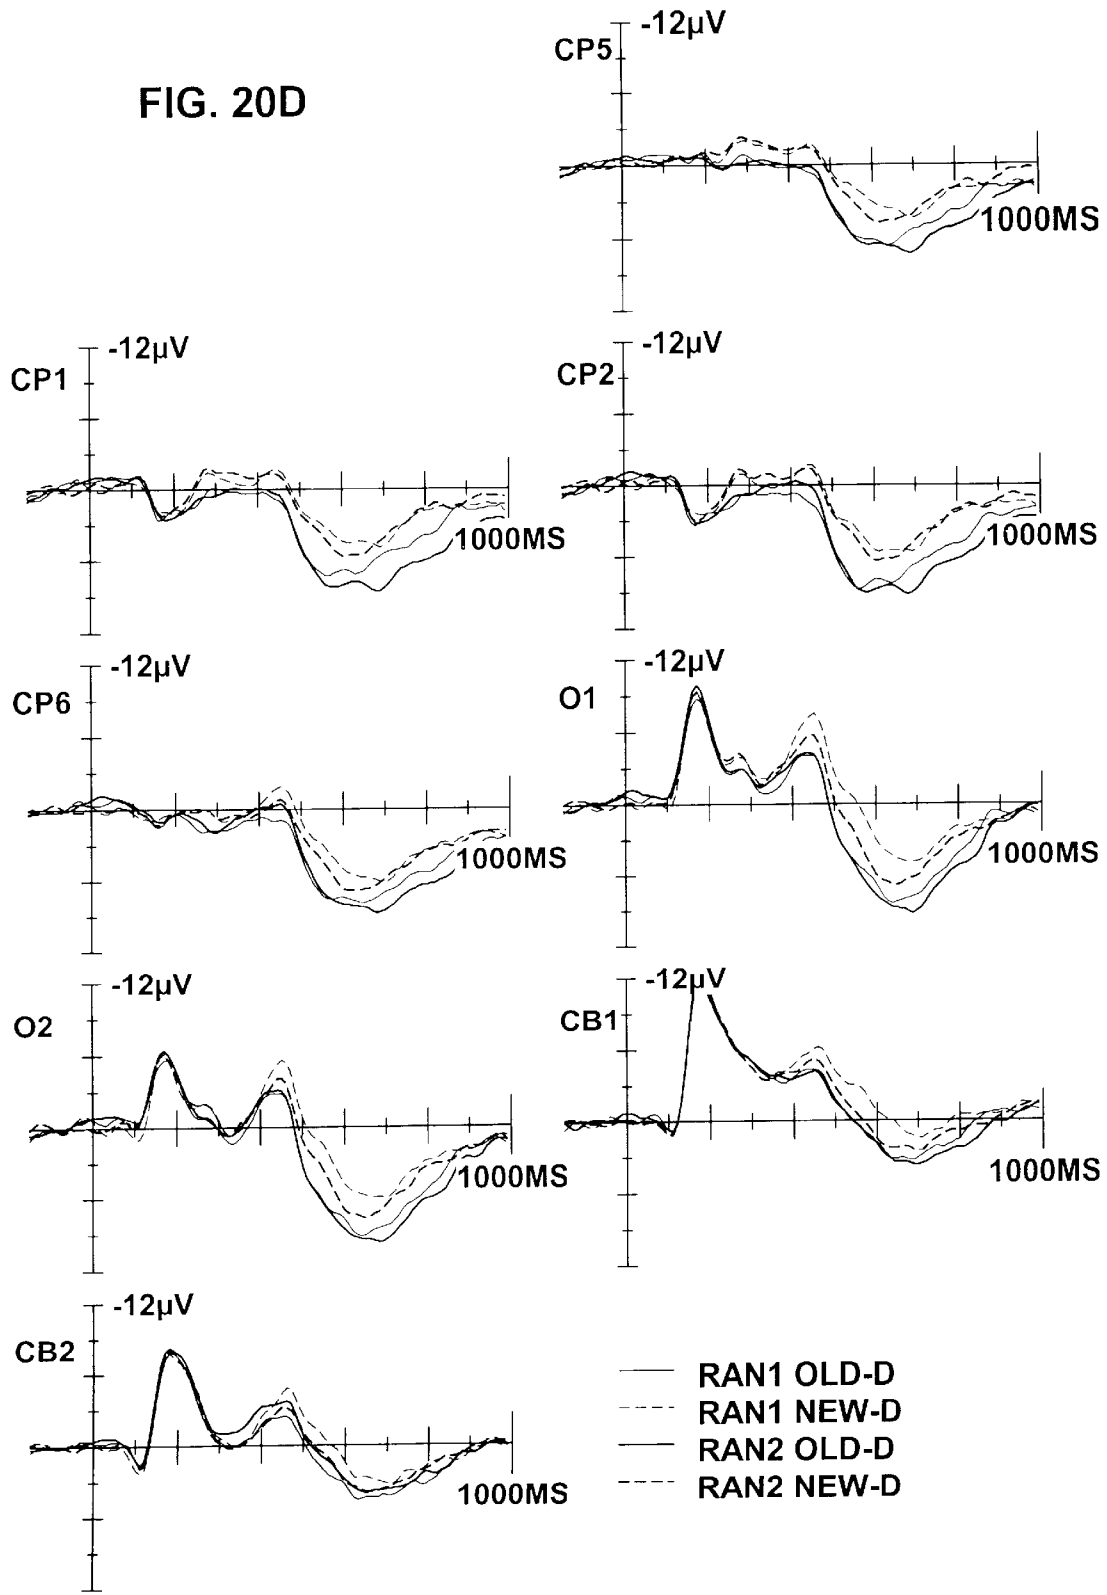 FIG. 20D
-12µV
CP5
1000MS
-12µV
CP1
1000MS
-12µV
CP2
1000MS
-12µV
CP6
1000MS
-12µV
O1
1000MS
-12µV
O2
1000MS
-12µV
CB1
1000MS
-12µV
CB2
1000MS
RAN1 OLD-D
RAN1 NEW-D
RAN2 OLD-D
RAN2 NEW-D